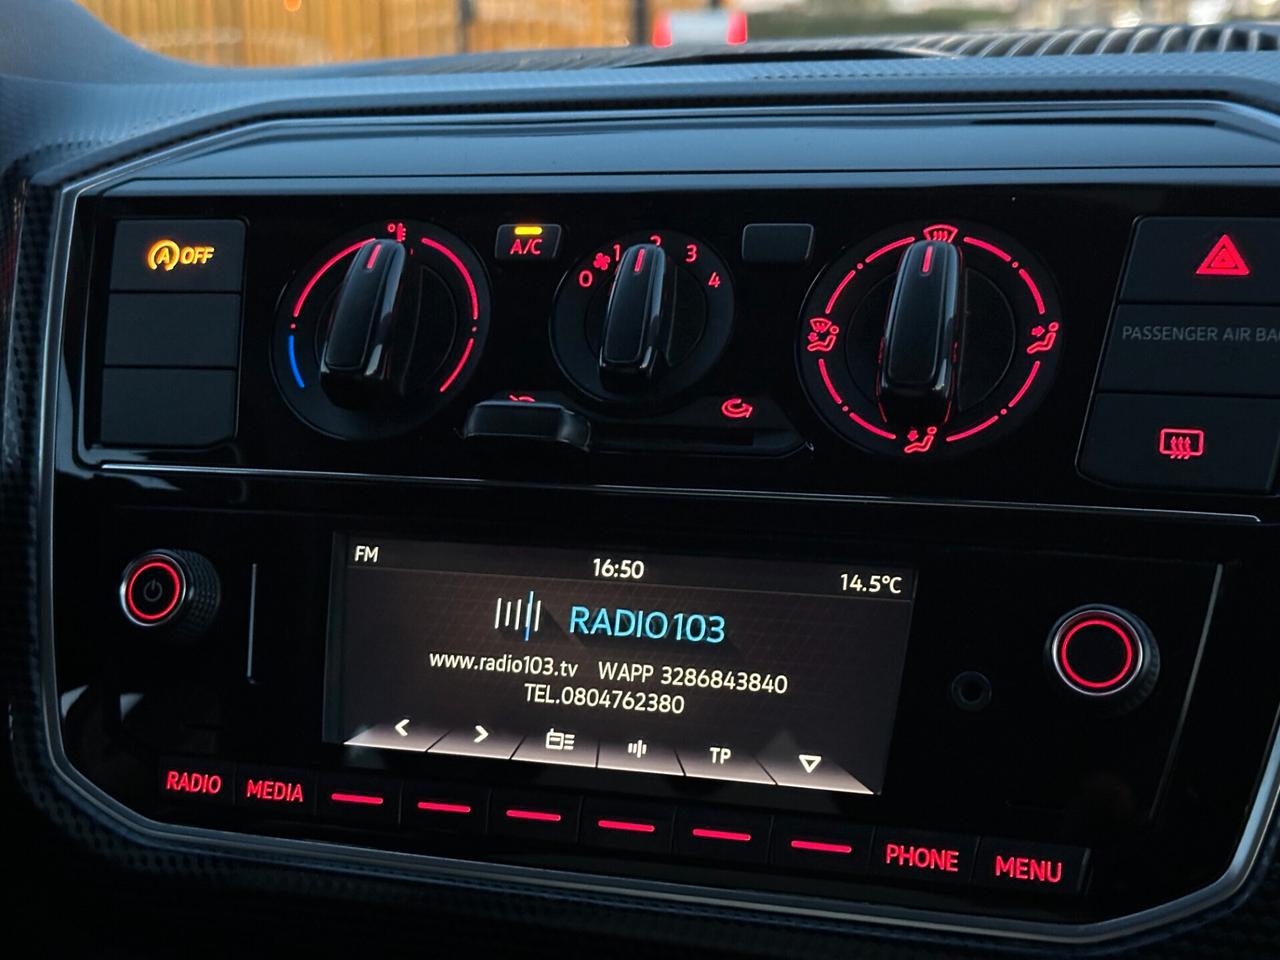 A OFF
A/C
0 1 2 3 4
PASSENGER AIR BA
FM 16:50 14.5°C
RADIO103
www.radio103.tv WAPP 3286843840
TEL.0804762380
TP
RADIO MEDIA PHONE MENU